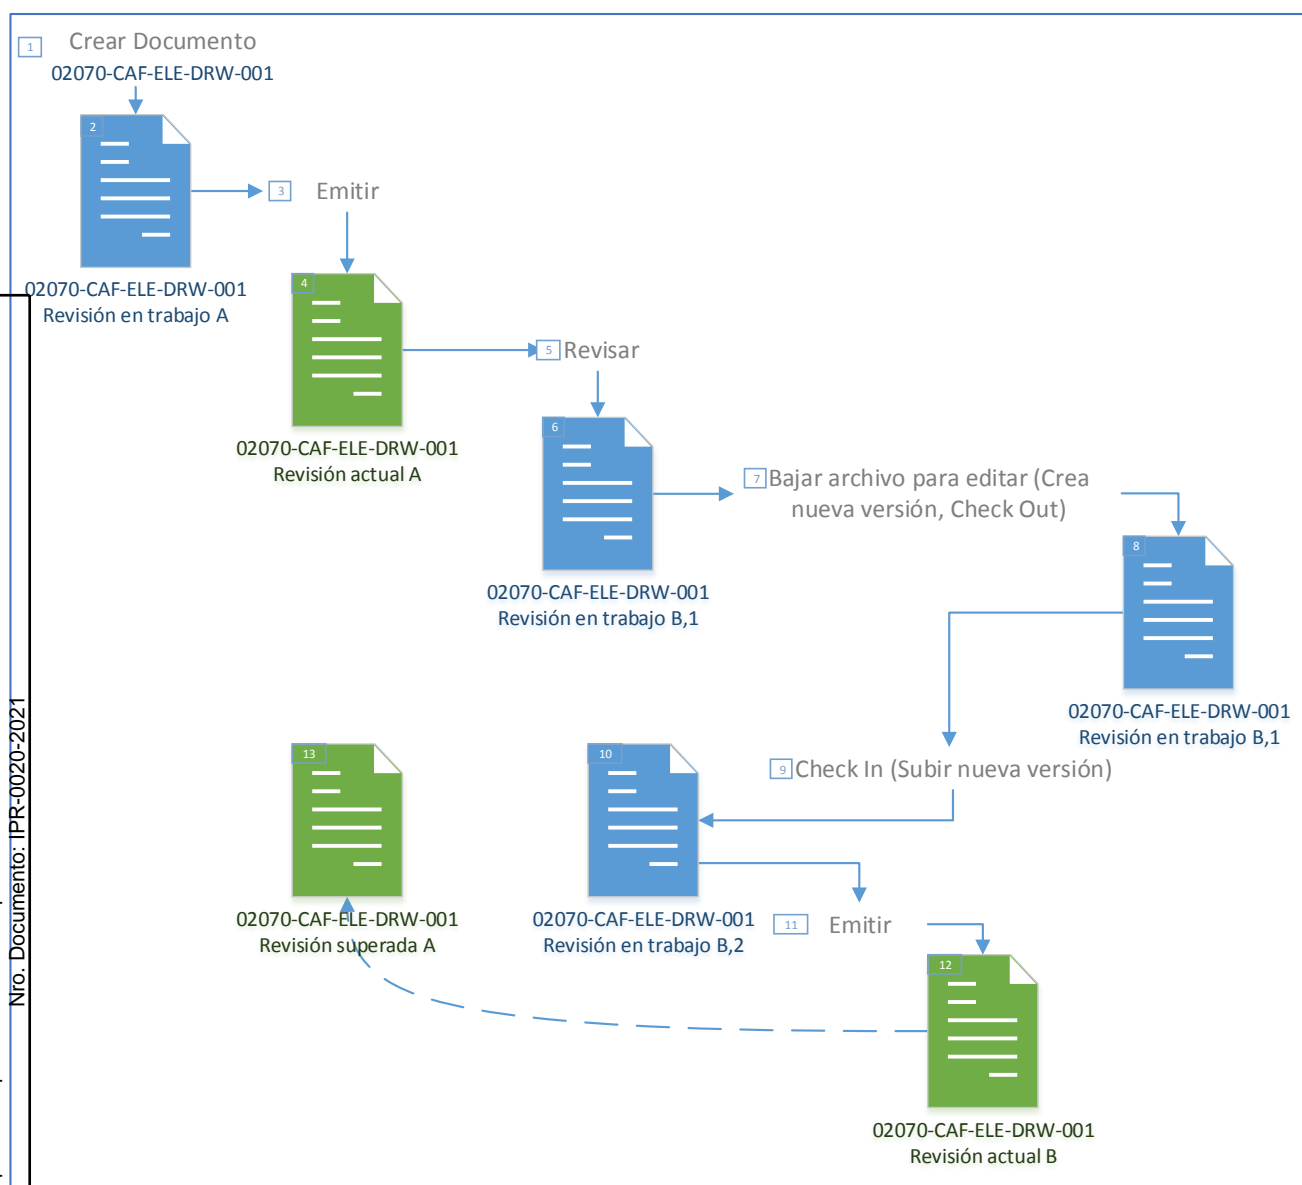 1
Crear Documento
02070-CAF-ELE-DRW-001
2
02070-CAF-ELE-DRW-001
Revisión en trabajo A
3
Emitir
4
02070-CAF-ELE-DRW-001
Revisión actual A
5
Revisar
6
02070-CAF-ELE-DRW-001
Revisión en trabajo B,1
7
Bajar archivo para editar (Crea
nueva versión, Check Out)
8
02070-CAF-ELE-DRW-001
Revisión en trabajo B,1
9
Check In (Subir nueva versión)
10
02070-CAF-ELE-DRW-001
Revisión en trabajo B,2
11
Emitir
12
02070-CAF-ELE-DRW-001
Revisión actual B
13
02070-CAF-ELE-DRW-001
Revisión superada A
Nro. Documento: IPR-0020-2021